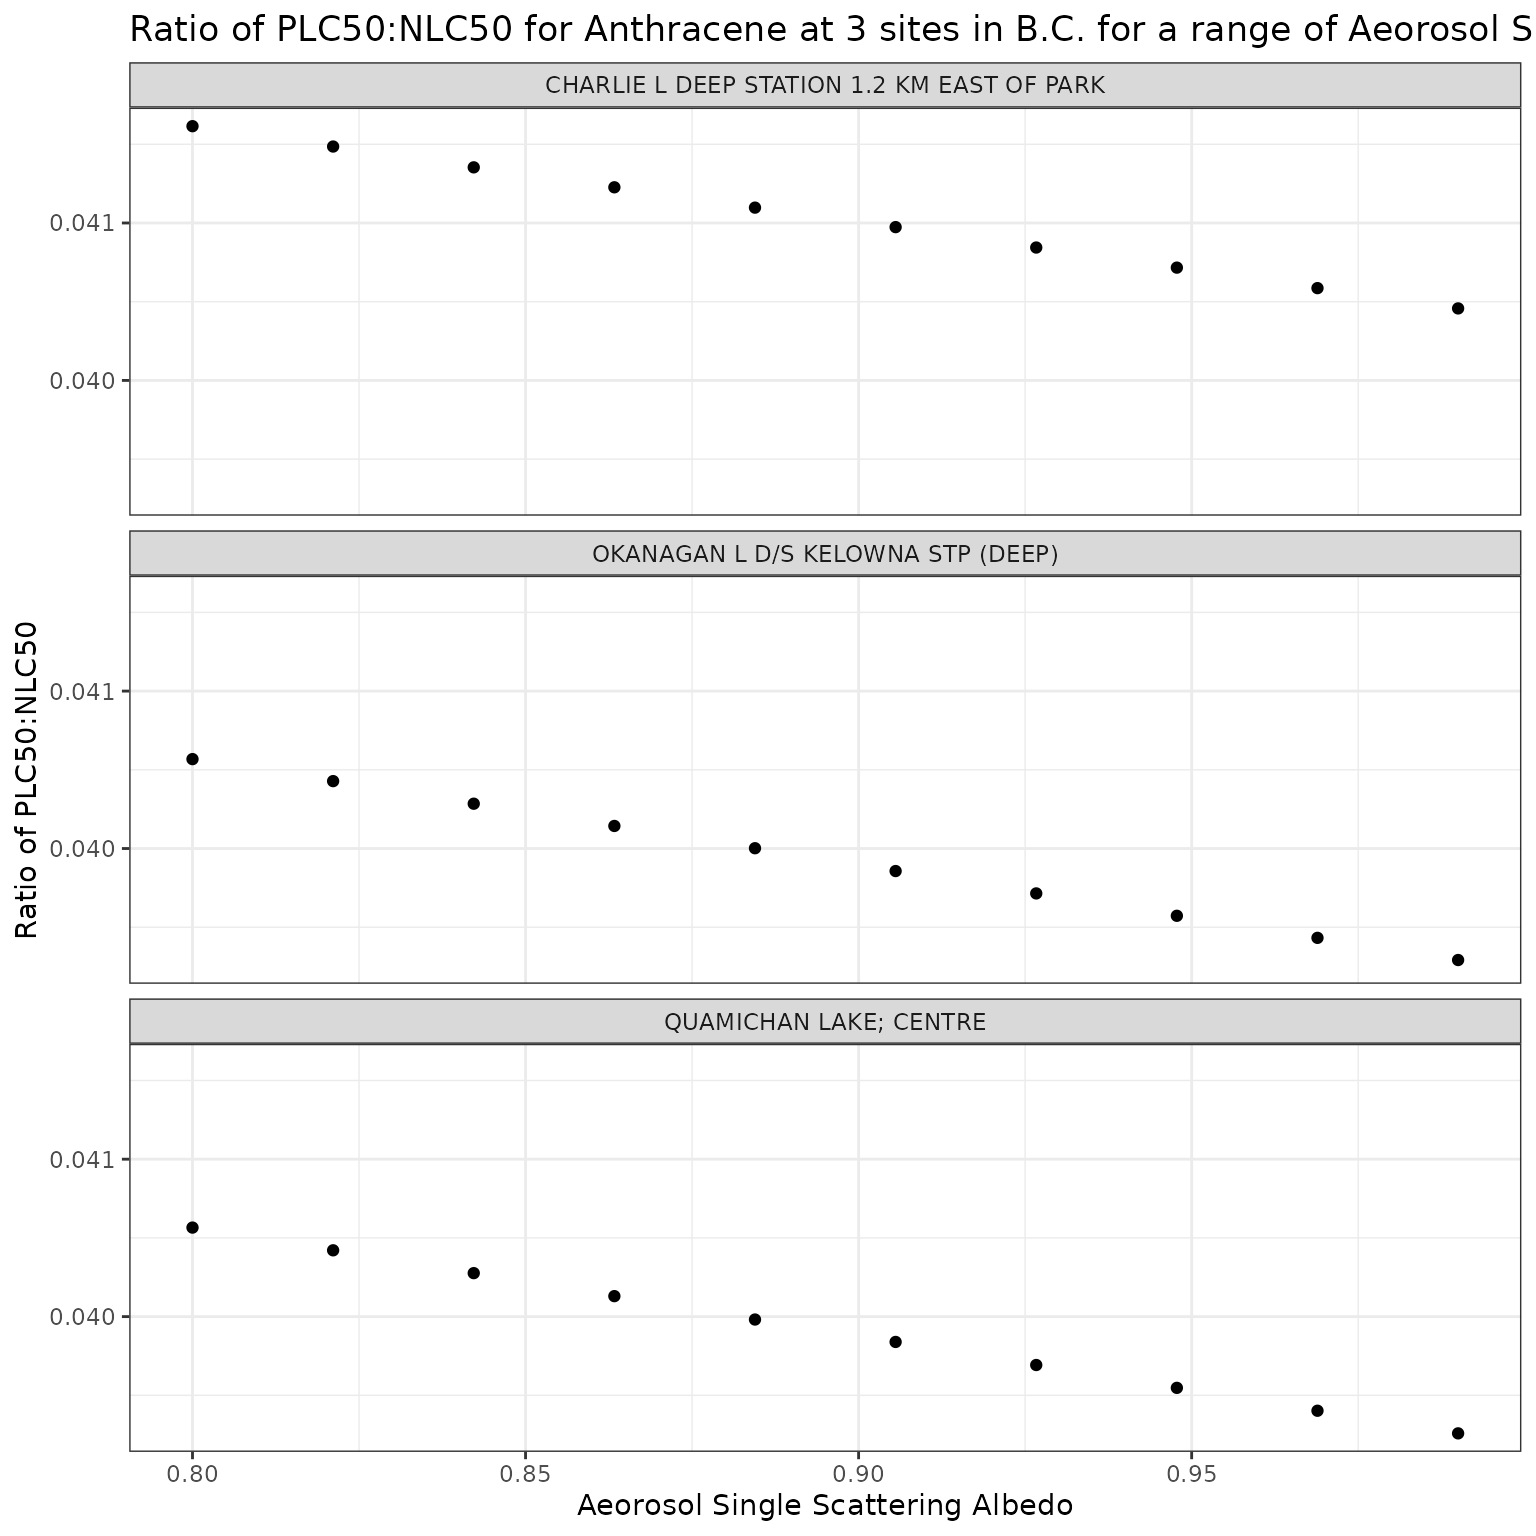 Ratio of PLC50:NLC50 for Anthracene at 3 sites in B.C. for a range of Aeorosol S
CHARLIE L DEEP STATION 1.2 KM EAST OF PARK
0.041
0.040
OKANAGAN L D/S KELOWNA STP (DEEP)
0.041
0.040
Ratio of PLC50:NLC50
QUAMICHAN LAKE; CENTRE
0.041
0.040
0.80 0.85 0.90 0.95
Aeorosol Single Scattering Albedo